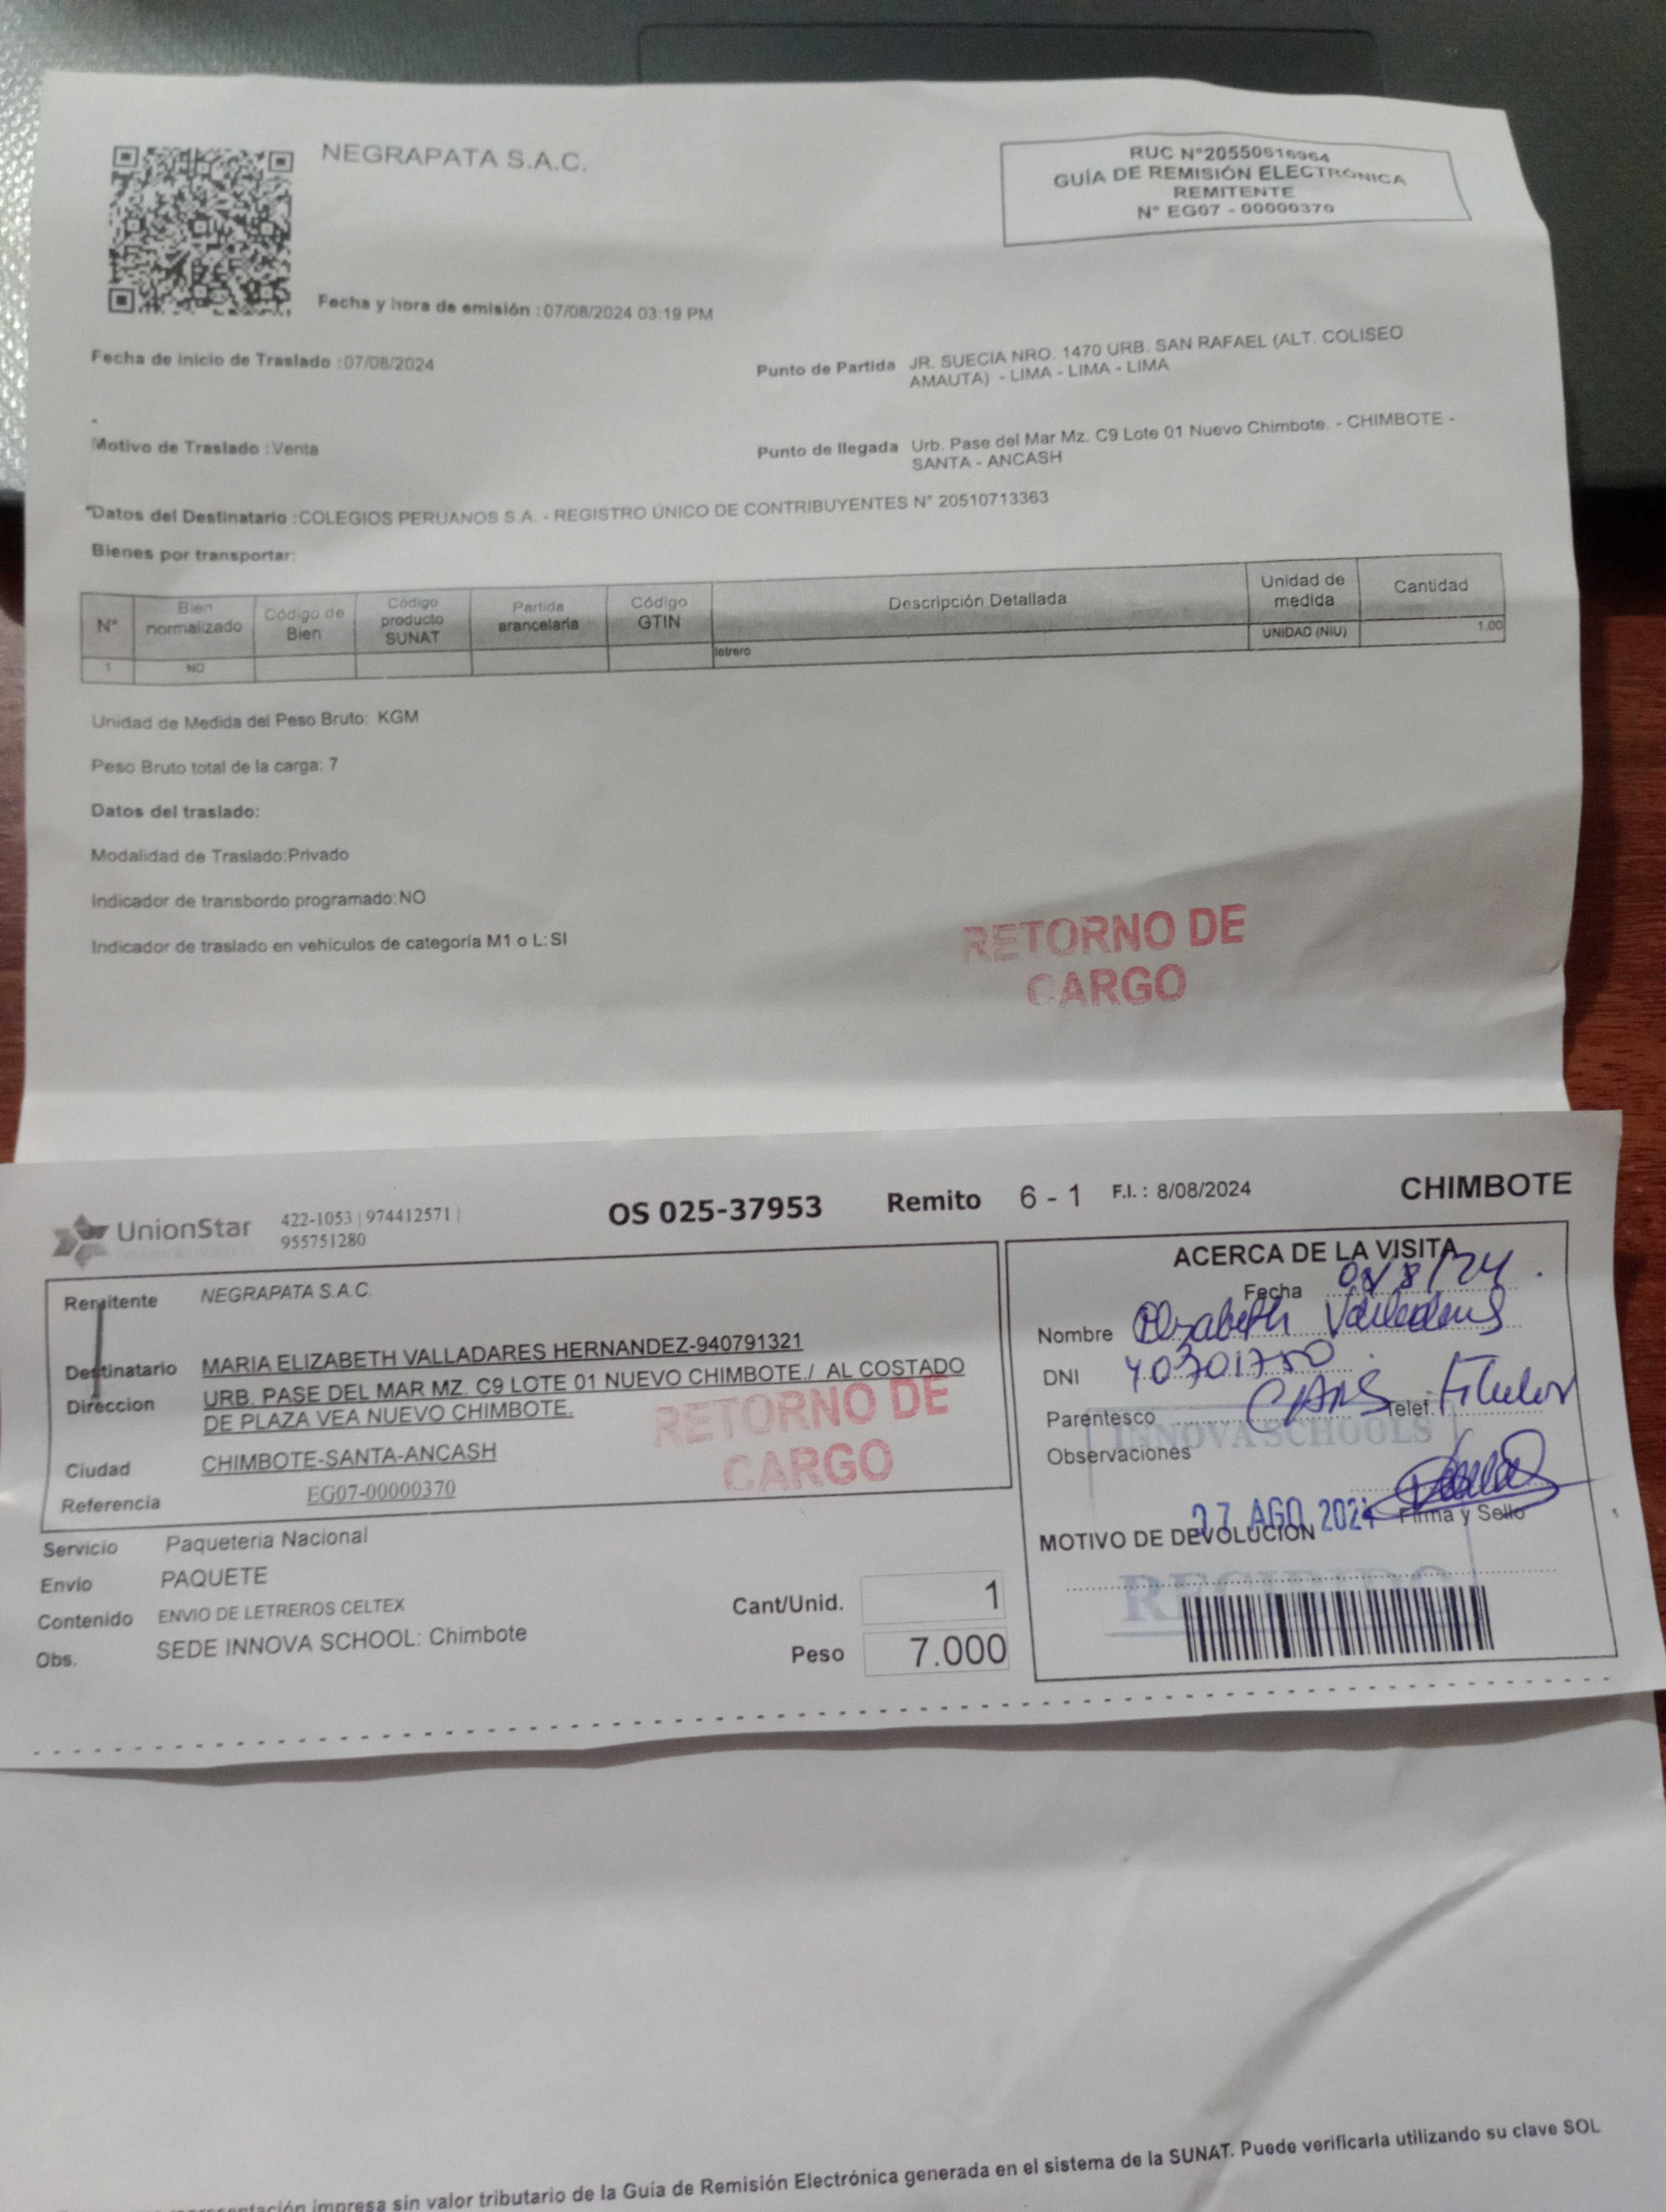 NEGRAPATA S.A.C.
RUC N°20550616964
GUÍA DE REMISIÓN ELECTRÓNICA
REMITENTE
N° EG07 - 00000370
Fecha y hora de emisión :07/08/2024 03:19 PM
Fecha de inicio de Traslado :07/08/2024
Punto de Partida JR. SUECIA NRO. 1470 URB. SAN RAFAEL (ALT. COLISEO
AMAUTA) - LIMA - LIMA - LIMA
Motivo de Traslado :Venta
Punto de llegada Urb. Pase del Mar Mz. C9 Lote 01 Nuevo Chimbote. - CHIMBOTE -
SANTA - ANCASH
Datos del Destinatario :COLEGIOS PERUANOS S.A. - REGISTRO ÚNICO DE CONTRIBUYENTES N° 20510713363
Bienes por transportar:
N° Bien normalizado Código de Bien Código producto SUNAT Partida arancelaria Código GTIN Descripción Detallada Unidad de medida Cantidad
1 NO letrero UNIDAD (NIU) 1.00
Unidad de Medida del Peso Bruto: KGM
Peso Bruto total de la carga: 7
Datos del traslado:
Modalidad de Traslado:Privado
Indicador de transbordo programado:NO
Indicador de traslado en vehículos de categoría M1 o L:SI
RETORNO DE
CARGO
UnionStar
422-1053 | 974412571 |
955751280
OS 025-37953 Remito 6 - 1 F.I. : 8/08/2024 CHIMBOTE
Remitente NEGRAPATA S.A.C.
Destinatario MARIA ELIZABETH VALLADARES HERNANDEZ-940791321
Direccion URB. PASE DEL MAR MZ. C9 LOTE 01 NUEVO CHIMBOTE./ AL COSTADO
DE PLAZA VEA NUEVO CHIMBOTE.
Ciudad CHIMBOTE-SANTA-ANCASH
Referencia EG07-00000370
RETORNO DE
CARGO
Servicio Paqueteria Nacional
Envio PAQUETE
Contenido ENVIO DE LETREROS CELTEX
Obs. SEDE INNOVA SCHOOL: Chimbote
Cant/Unid. 1
Peso 7.000
ACERCA DE LA VISITA
Fecha
Nombre Elizabeth
DNI 40701750
Parentesco Telef. Titular
INNOVA SCHOOLS
Observaciones
27 AGO 2024
Firma y Sello
MOTIVO DE DEVOLUCION
RECIBIDO
impresa sin valor tributario de la Guía de Remisión Electrónica generada en el sistema de la SUNAT. Puede verificarla utilizando su clave SOL